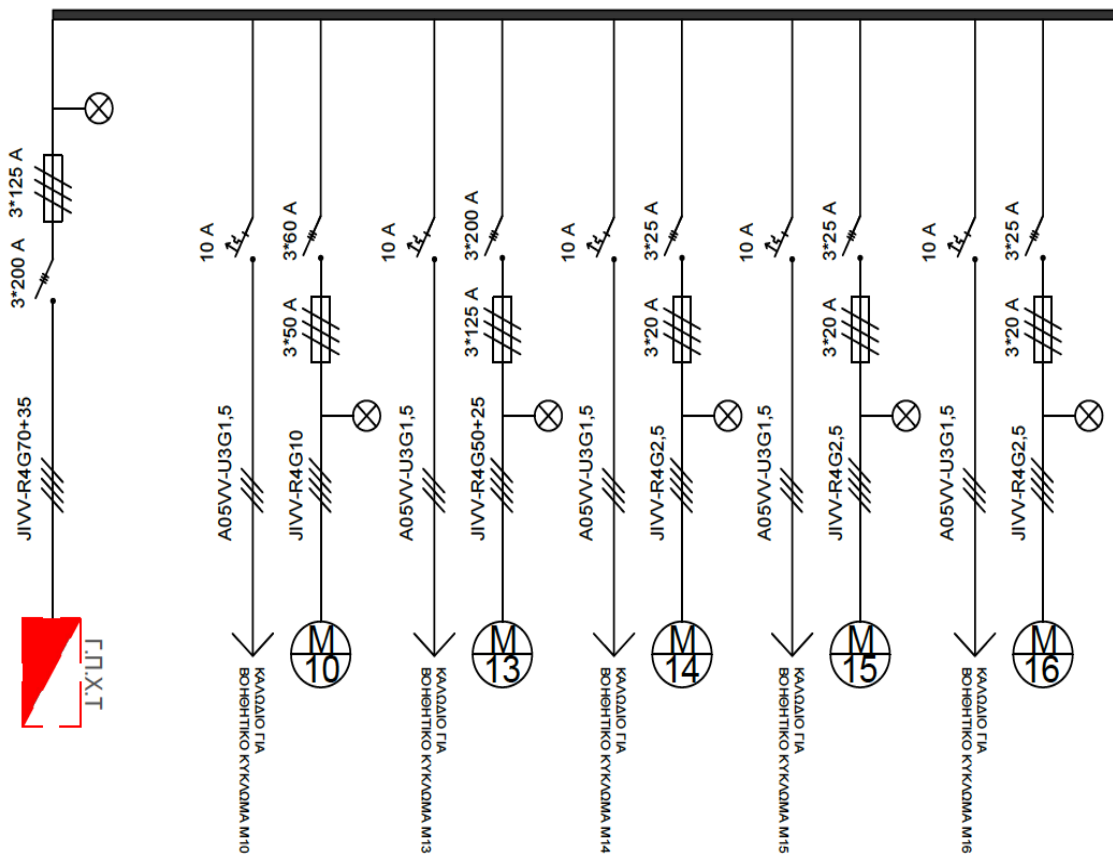 3*125 A
3*200 A
JIVV-R4G70+35
Γ.Π.Χ.Τ
10 A
A05VV-U3G1,5
ΚΑΛΩΔΙΟ ΓΙΑ
ΒΟΗΘΗΤΙΚΟ ΚΥΚΛΩΜΑ Μ10
3*60 A
3*50 A
JIVV-R4G10
M
10
10 A
A05VV-U3G1,5
ΚΑΛΩΔΙΟ ΓΙΑ
ΒΟΗΘΗΤΙΚΟ ΚΥΚΛΩΜΑ Μ13
3*200 A
3*125 A
JIVV-R4G50+25
M
13
10 A
A05VV-U3G1,5
ΚΑΛΩΔΙΟ ΓΙΑ
ΒΟΗΘΗΤΙΚΟ ΚΥΚΛΩΜΑ Μ14
3*25 A
3*20 A
JIVV-R4G2,5
M
14
10 A
A05VV-U3G1,5
ΚΑΛΩΔΙΟ ΓΙΑ
ΒΟΗΘΗΤΙΚΟ ΚΥΚΛΩΜΑ Μ15
3*25 A
3*20 A
JIVV-R4G2,5
M
15
10 A
A05VV-U3G1,5
ΚΑΛΩΔΙΟ ΓΙΑ
ΒΟΗΘΗΤΙΚΟ ΚΥΚΛΩΜΑ Μ16
3*25 A
3*20 A
JIVV-R4G2,5
M
16